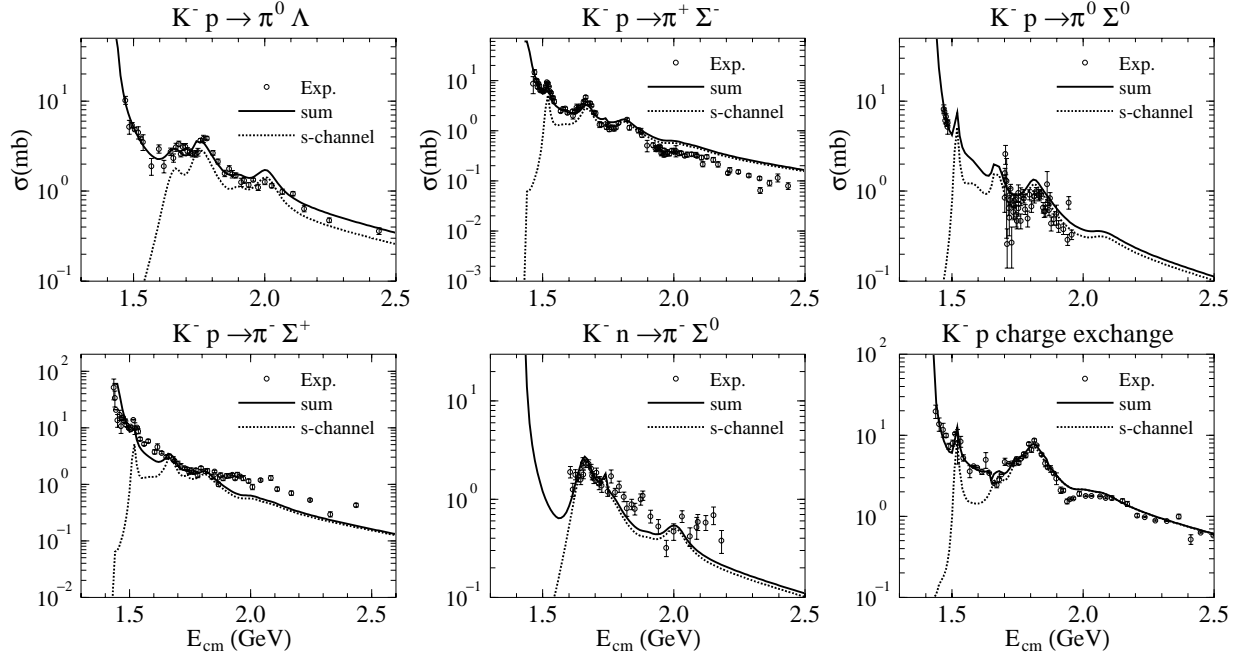 K⁻ p →π⁰ Λ
K⁻ p →π⁺ Σ⁻
K⁻ p →π⁰ Σ⁰
σ(mb)
10¹
10⁰
10⁻¹
1.5
2.0
2.5
Exp.
sum
s-channel
σ(mb)
10²
10¹
10⁰
10⁻¹
10⁻²
10⁻³
1.5
2.0
2.5
Exp.
sum
s-channel
σ(mb)
10¹
10⁰
10⁻¹
1.5
2.0
2.5
Exp.
sum
s-channel
K⁻ p →π⁻ Σ⁺
K⁻ n →π⁻ Σ⁰
K⁻ p charge exchange
σ(mb)
10²
10¹
10⁰
10⁻¹
10⁻²
1.5
2.0
2.5
E_cm (GeV)
Exp.
sum
s-channel
σ(mb)
10¹
10⁰
10⁻¹
1.5
2.0
2.5
E_cm (GeV)
Exp.
sum
s-channel
σ(mb)
10²
10¹
10⁰
10⁻¹
1.5
2.0
2.5
E_cm (GeV)
Exp.
sum
s-channel